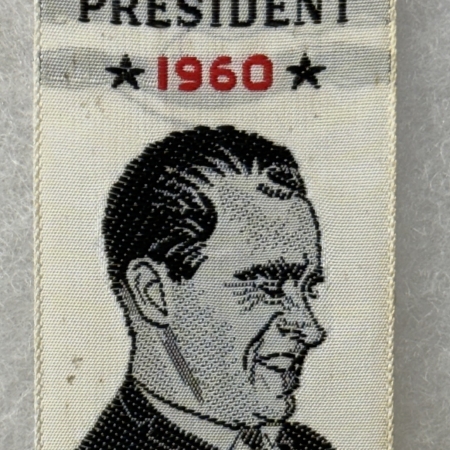 PRESIDENT
★ 1960 ★